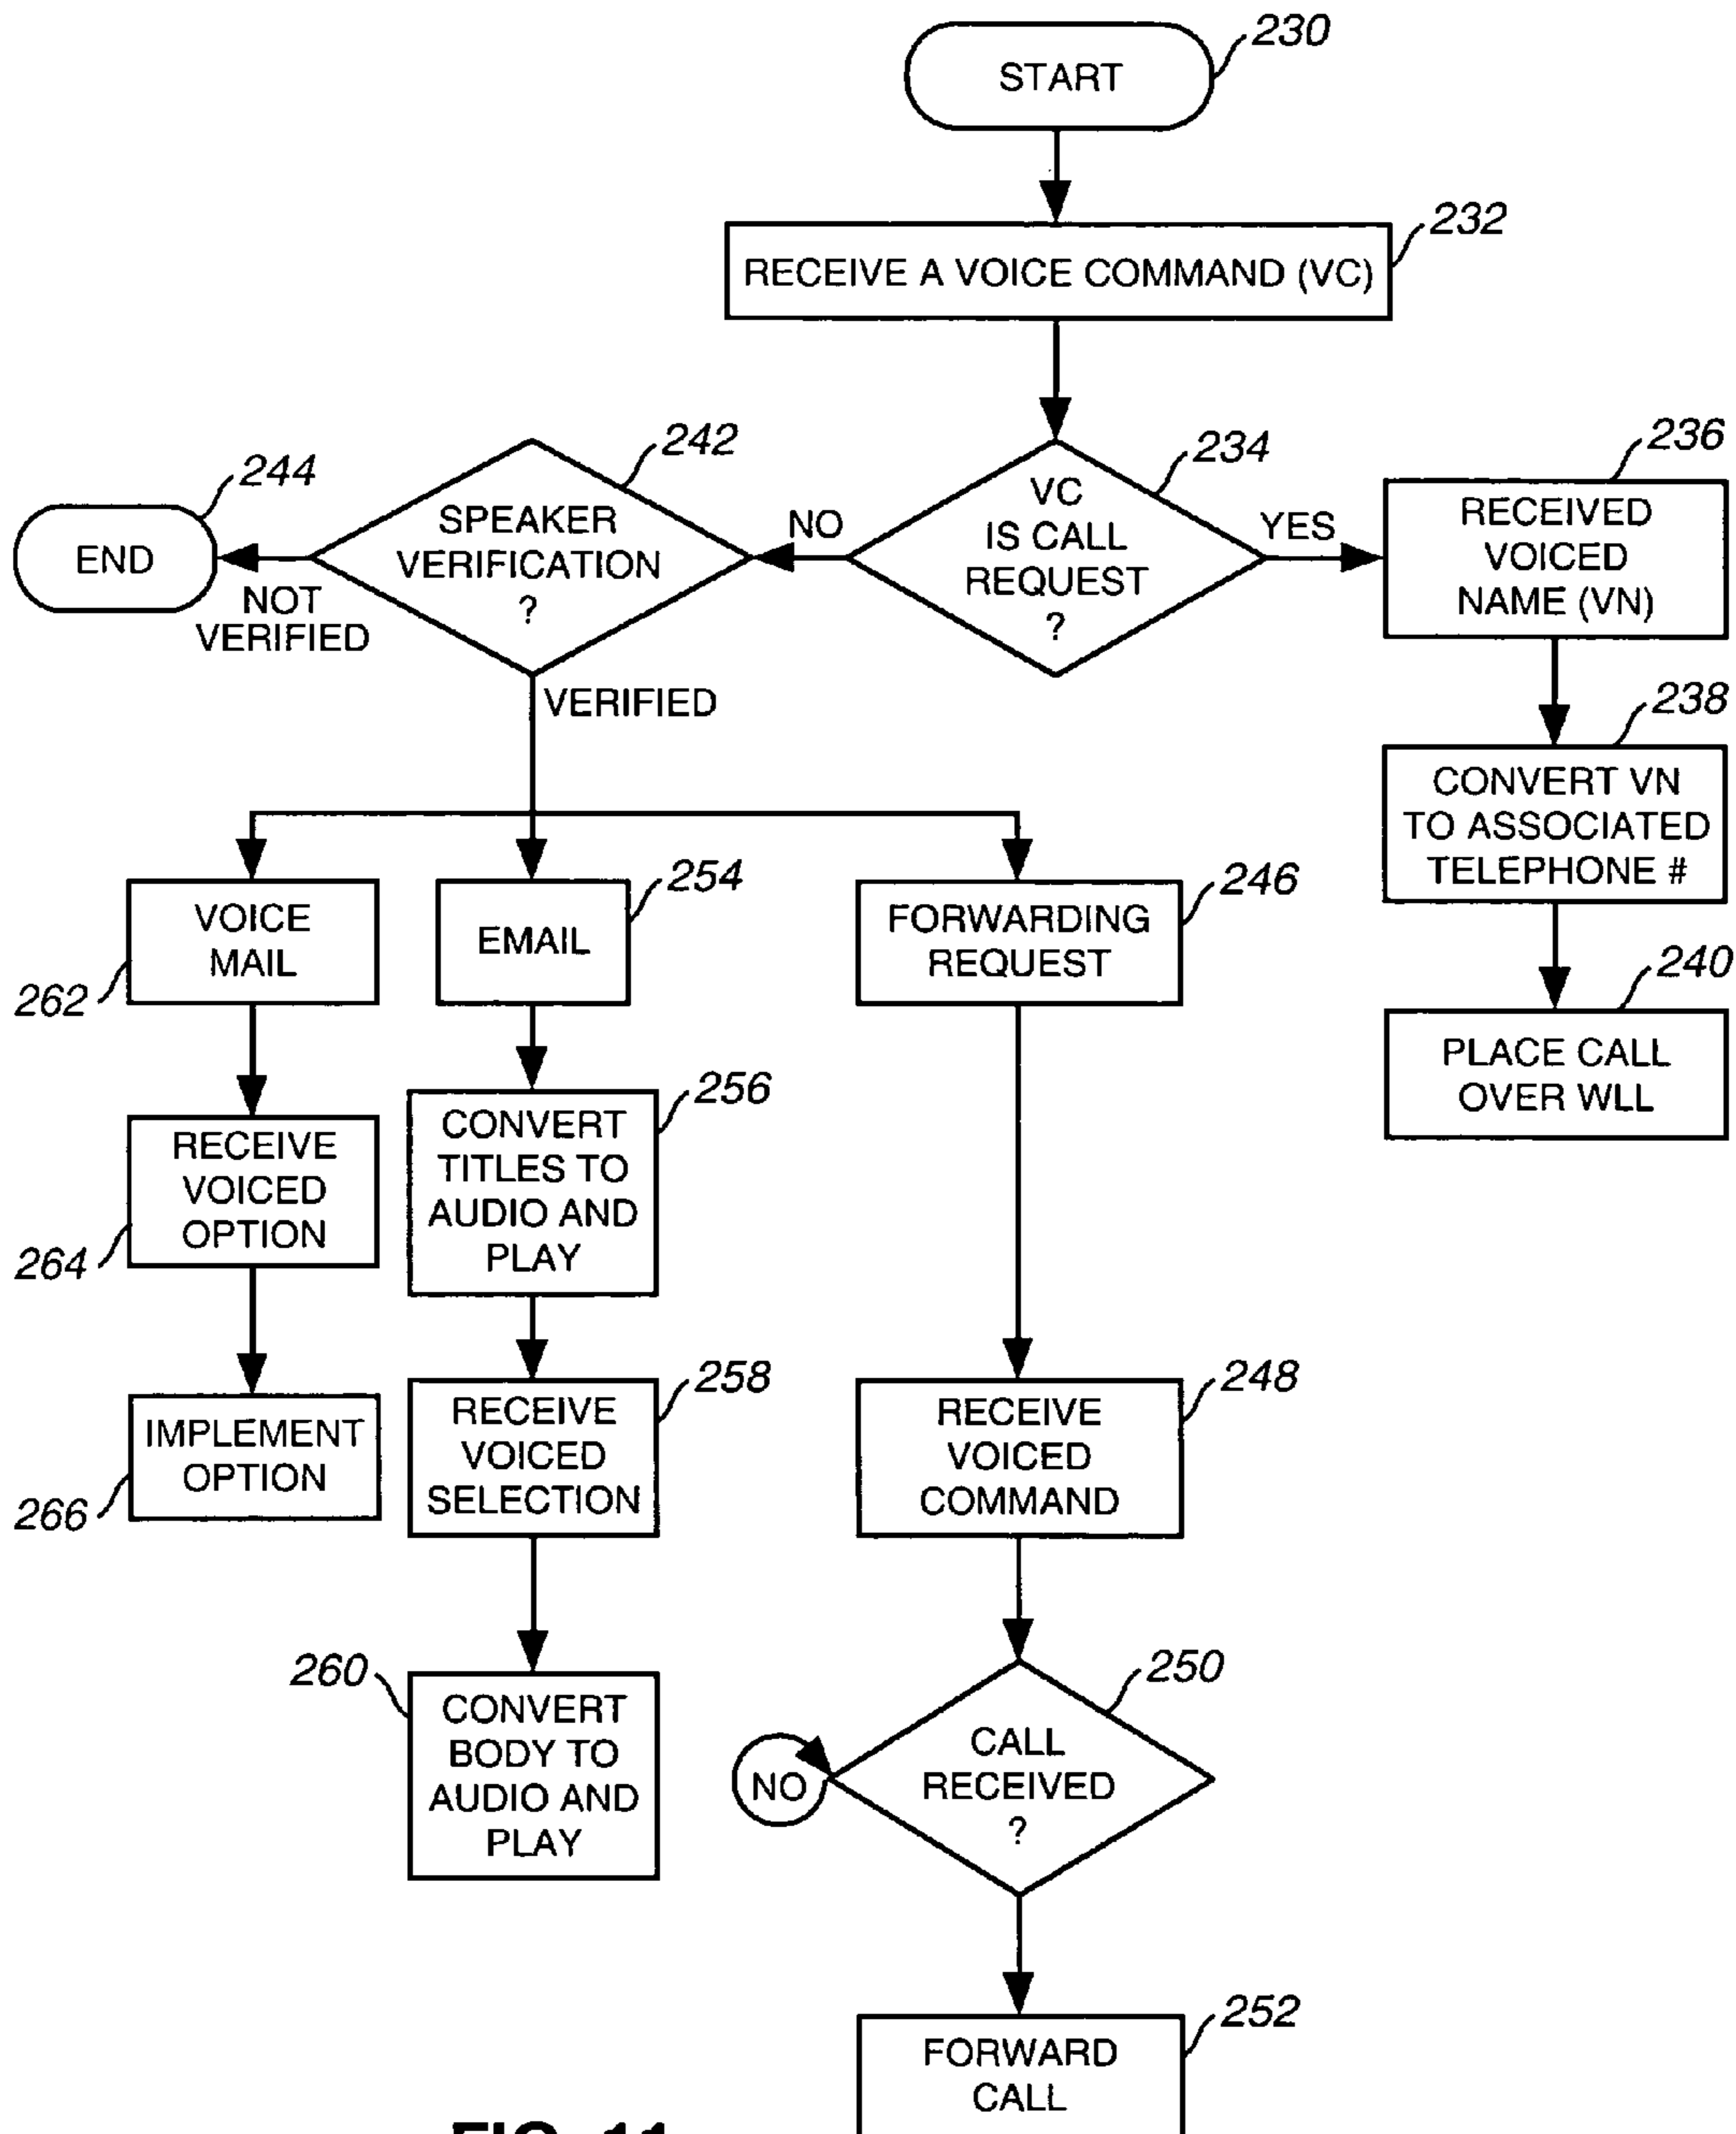 230
START
232
RECEIVE A VOICE COMMAND (VC)
234
VC
IS CALL
REQUEST
?
NO
YES
236
RECEIVED
VOICED
NAME (VN)
238
CONVERT VN
TO ASSOCIATED
TELEPHONE #
240
PLACE CALL
OVER WLL
242
SPEAKER
VERIFICATION
?
244
END
NOT
VERIFIED
VERIFIED
262
VOICE
MAIL
264
RECEIVE
VOICED
OPTION
266
IMPLEMENT
OPTION
254
EMAIL
256
CONVERT
TITLES TO
AUDIO AND
PLAY
258
RECEIVE
VOICED
SELECTION
260
CONVERT
BODY TO
AUDIO AND
PLAY
246
FORWARDING
REQUEST
248
RECEIVE
VOICED
COMMAND
250
CALL
RECEIVED
?
NO
252
FORWARD
CALL
FIG. 11